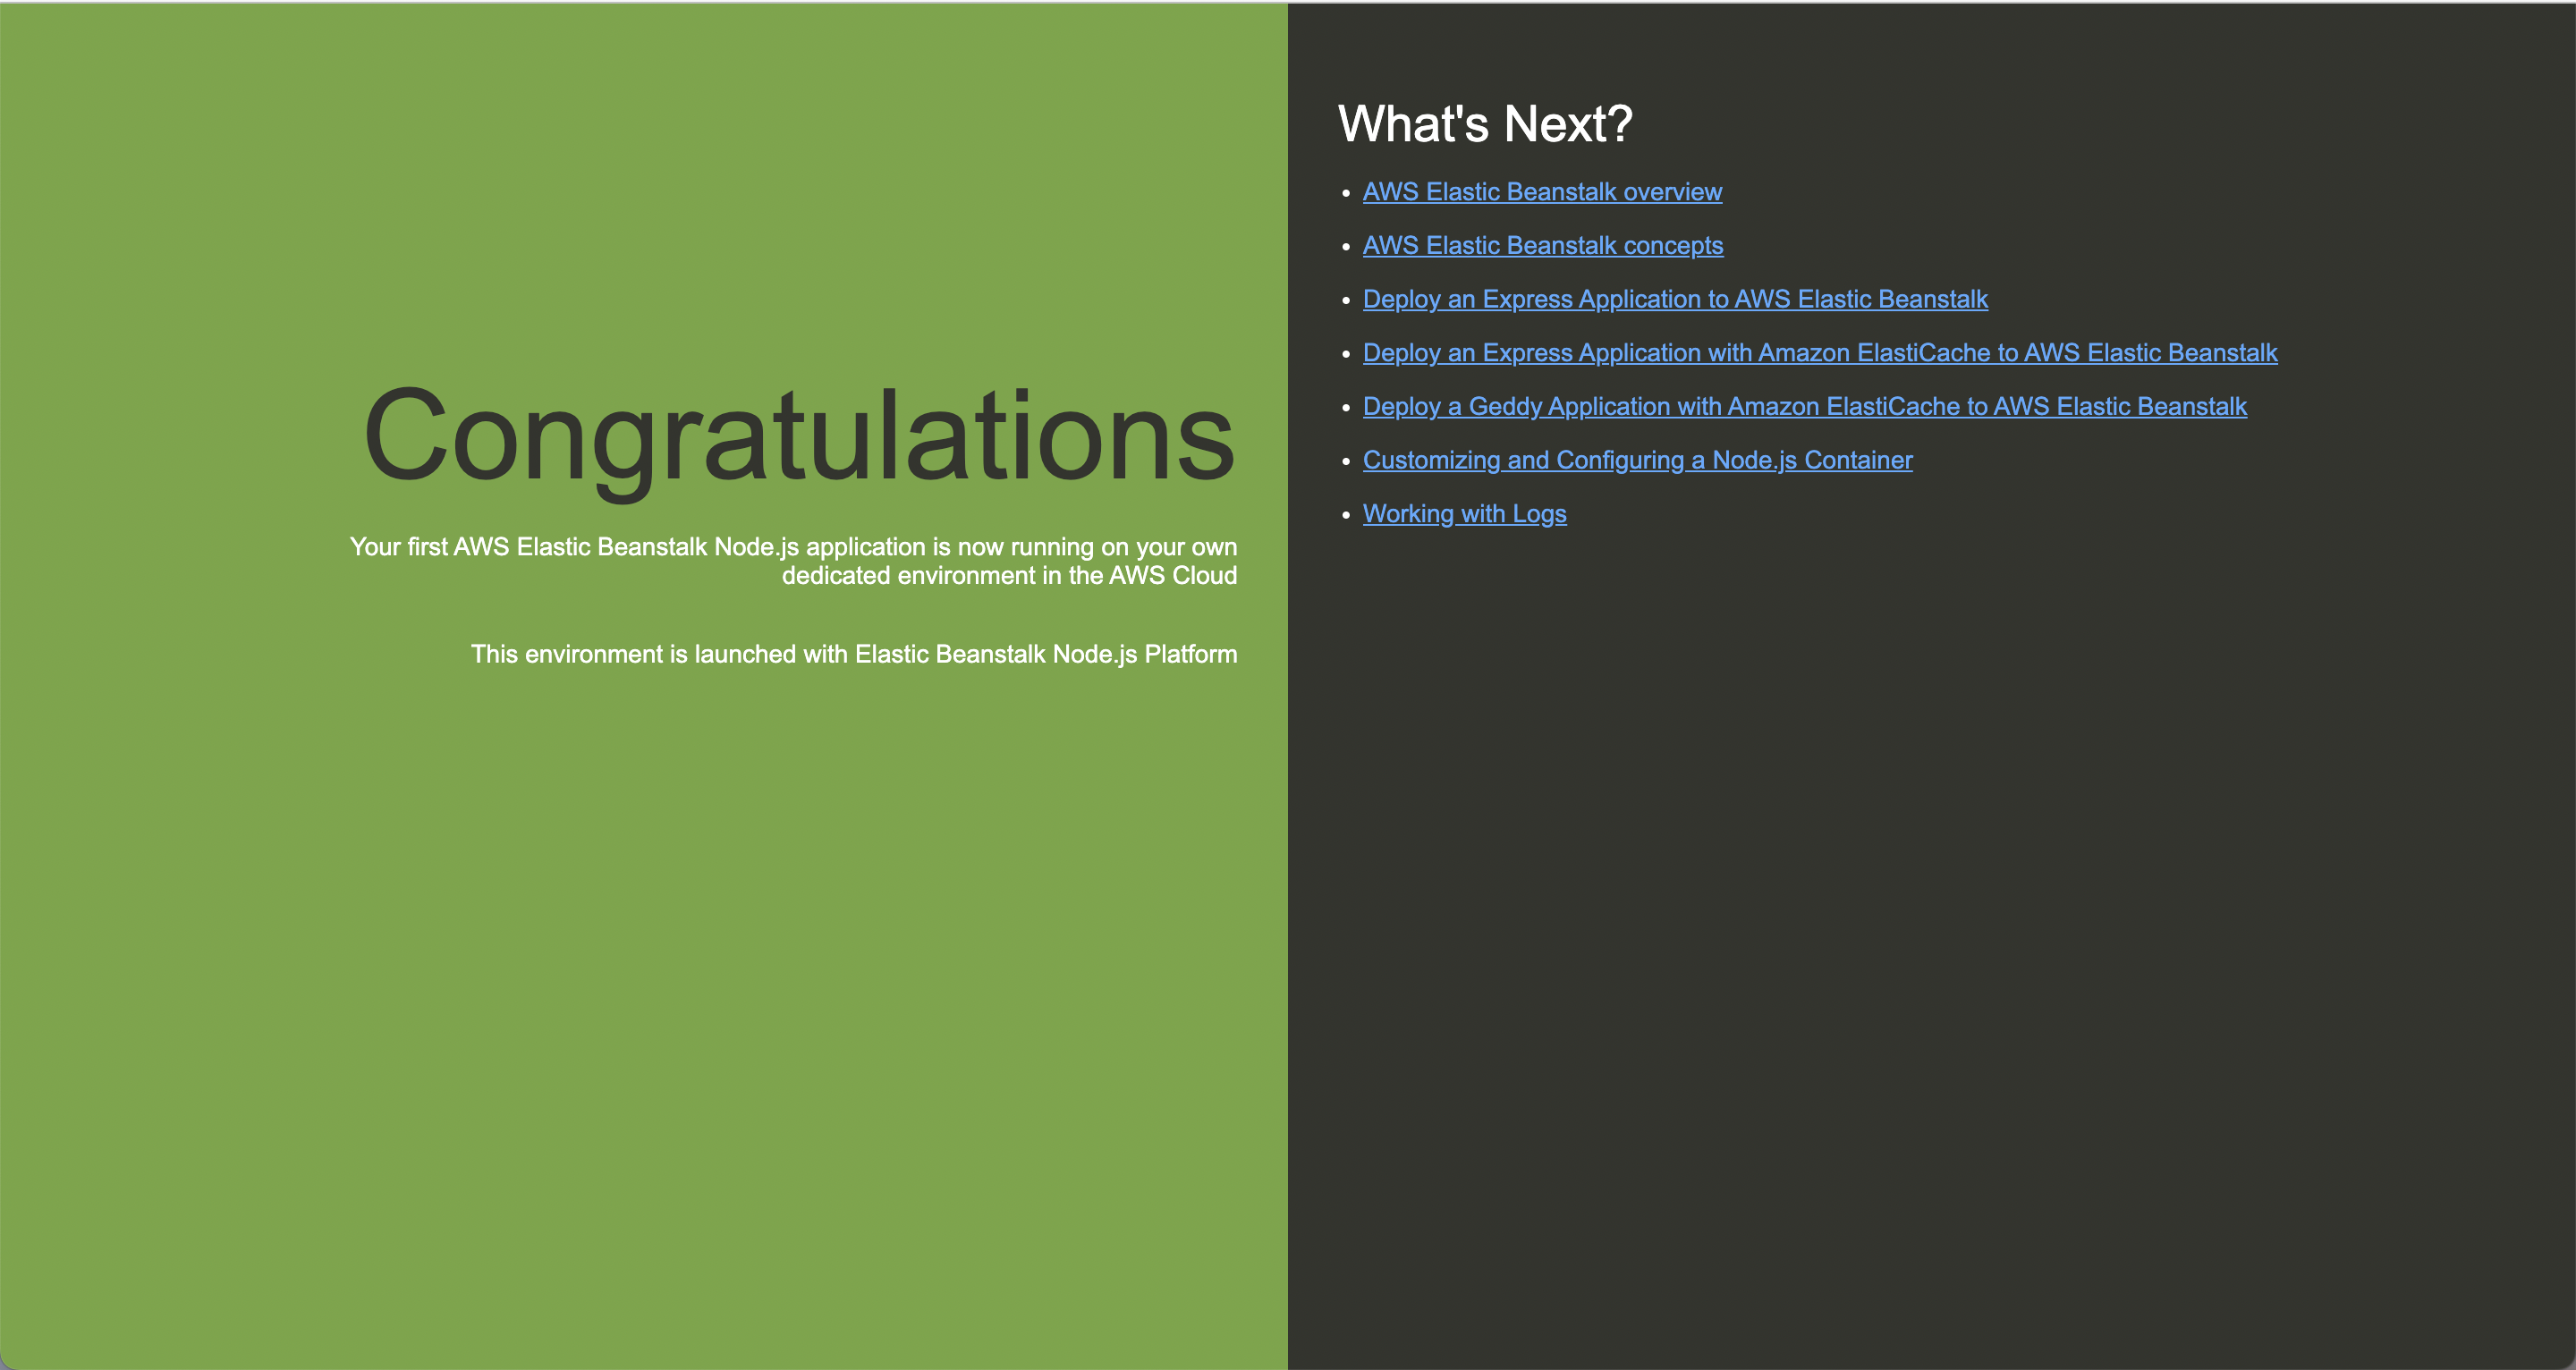 Congratulations
Your first AWS Elastic Beanstalk Node.js application is now running on your own
dedicated environment in the AWS Cloud
This environment is launched with Elastic Beanstalk Node.js Platform
What's Next?
AWS Elastic Beanstalk overview
AWS Elastic Beanstalk concepts
Deploy an Express Application to AWS Elastic Beanstalk
Deploy an Express Application with Amazon ElastiCache to AWS Elastic Beanstalk
Deploy a Geddy Application with Amazon ElastiCache to AWS Elastic Beanstalk
Customizing and Configuring a Node.js Container
Working with Logs